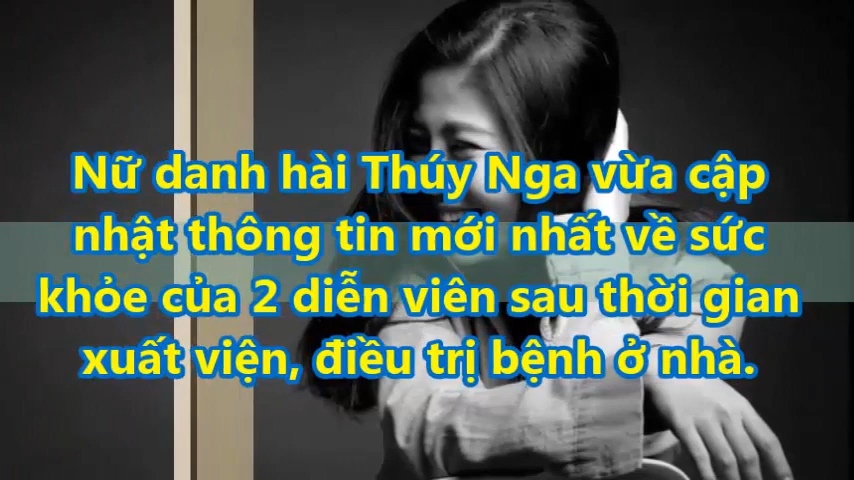 Nữ danh hài Thúy Nga vừa cập
nhật thông tin mới nhất về sức
khỏe của 2 diễn viên sau thời gian
xuất viện, điều trị bệnh ở nhà.